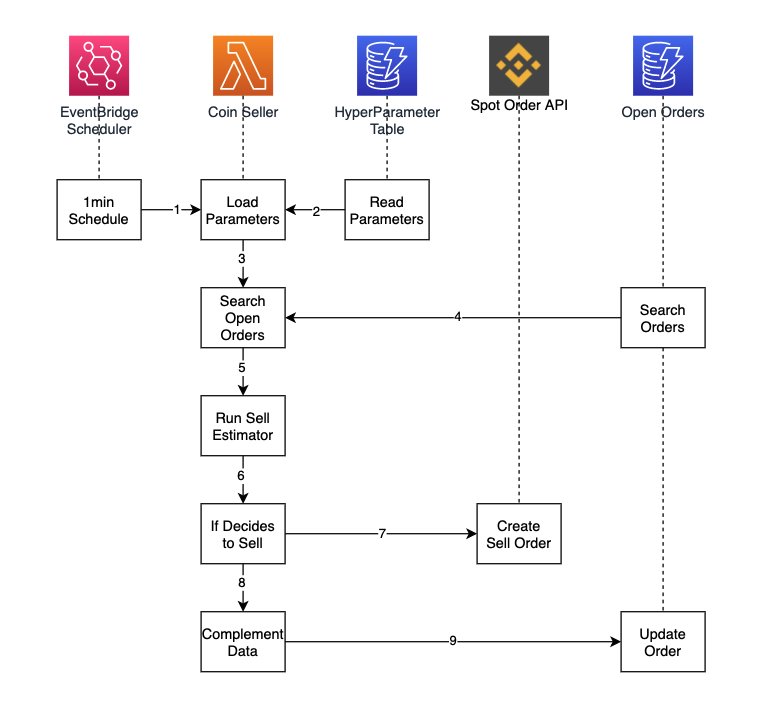 EventBridge
Scheduler
Coin Seller
HyperParameter
Table
Spot Order API
Open Orders
1min
Schedule
1
Load
Parameters
2
Read
Parameters
3
Search
Open
Orders
4
Search
Orders
5
Run Sell
Estimator
6
If Decides
to Sell
7
Create
Sell Order
8
Complement
Data
9
Update
Order